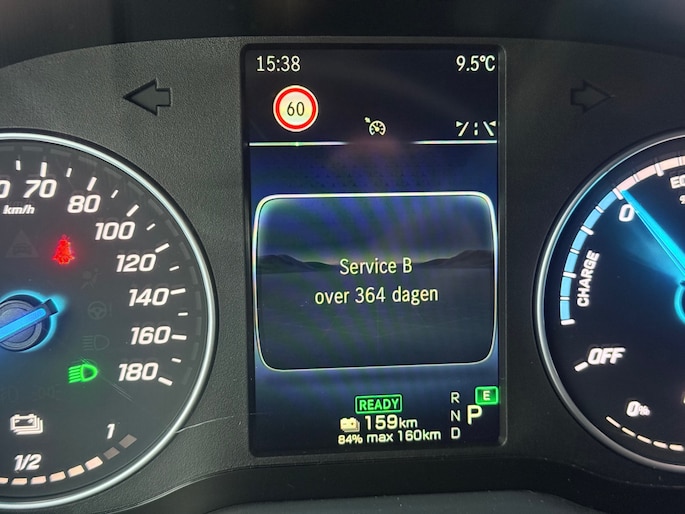 15:38 9.5°C
60
70
80
km/h
100
120
140
160
180
1/2
1
Service B
over 364 dagen
READY
159km
84% max 160km
R
N
D
P
E
0
CHARGE
OFF
0%